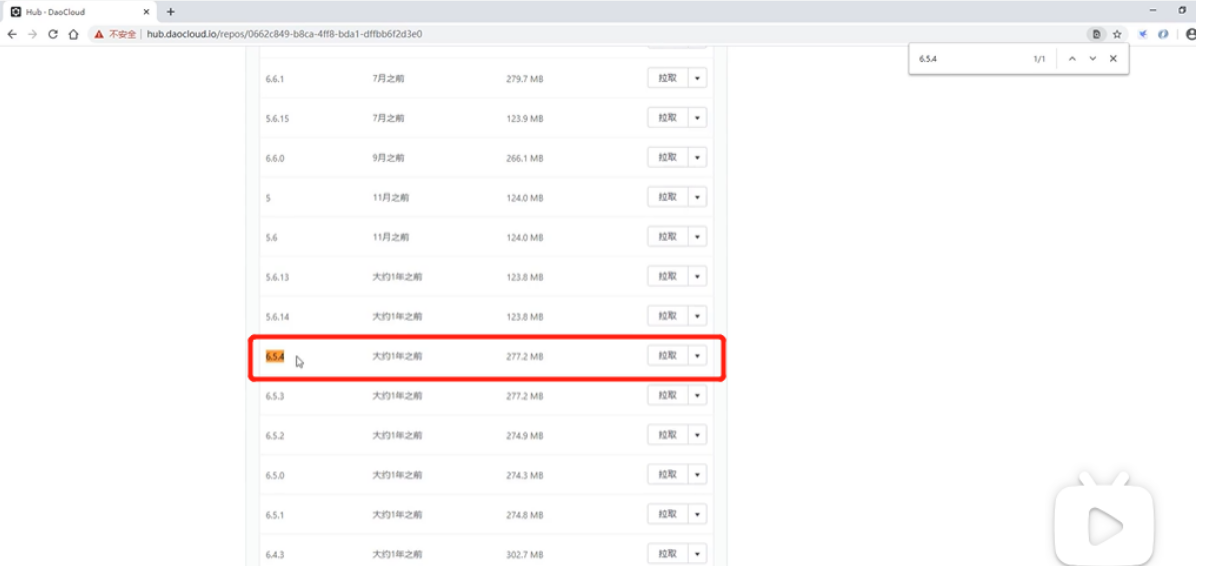 Hub - DaoCloud
不安全 hub.daocloud.io/repos/0662c849-b8ca-4ff8-bda1-dffbb6f2d3e0
6.5.4 1/1
6.6.1 7月之前 279.7 MB 拉取
5.6.15 7月之前 123.9 MB 拉取
6.6.0 9月之前 266.1 MB 拉取
5 11月之前 124.0 MB 拉取
5.6 11月之前 124.0 MB 拉取
5.6.13 大约1年之前 123.8 MB 拉取
5.6.14 大约1年之前 123.8 MB 拉取
6.5.4 大约1年之前 277.2 MB 拉取
6.5.3 大约1年之前 277.2 MB 拉取
6.5.2 大约1年之前 274.9 MB 拉取
6.5.0 大约1年之前 274.3 MB 拉取
6.5.1 大约1年之前 274.8 MB 拉取
6.4.3 大约1年之前 302.7 MB 拉取